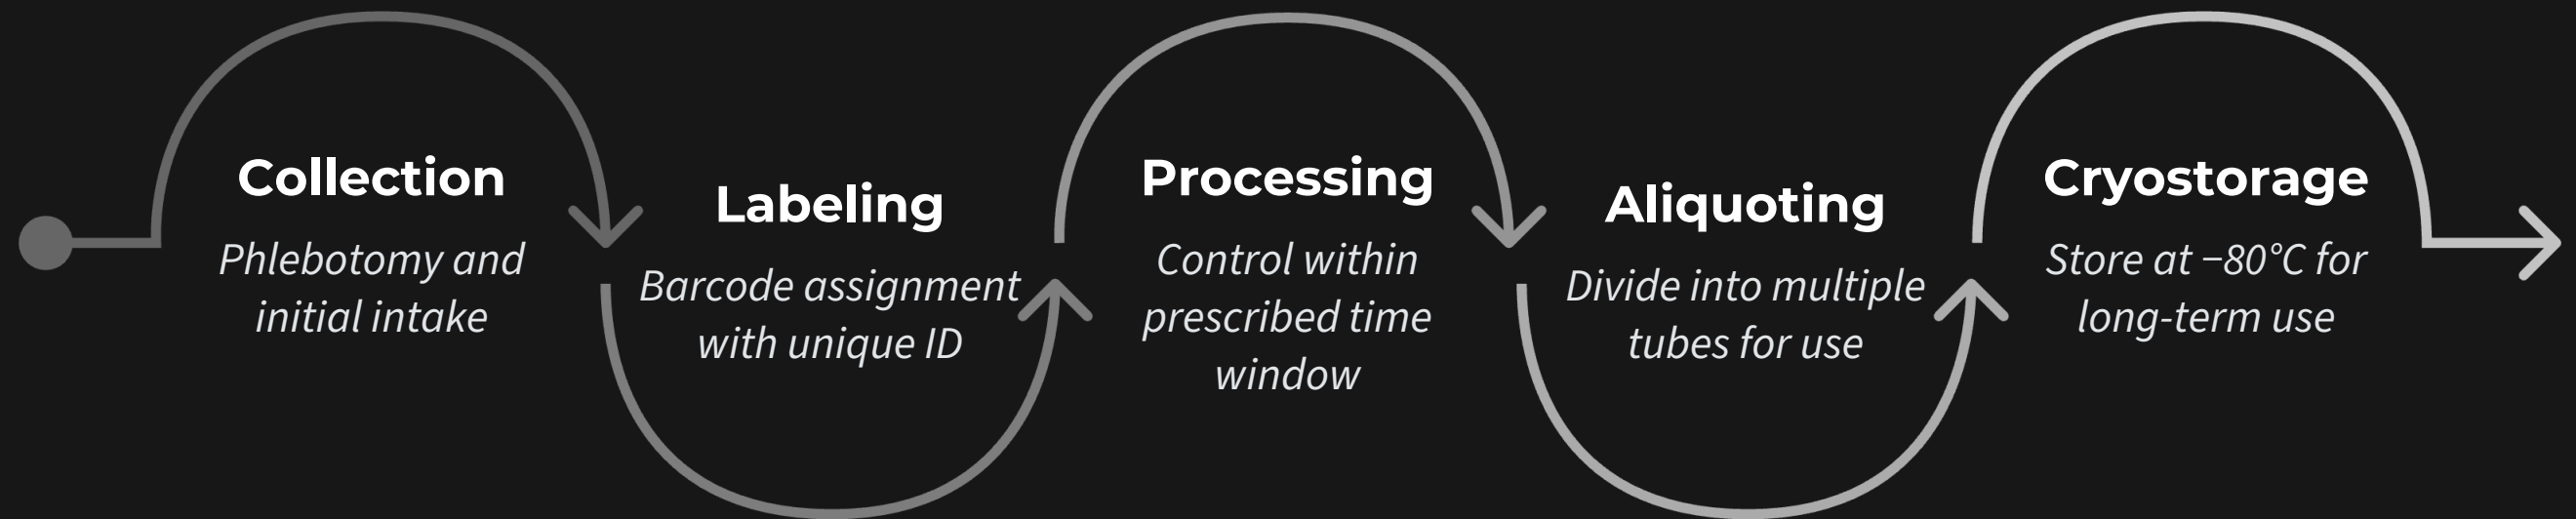 Collection
Phlebotomy and
initial intake
Labeling
Barcode assignment
with unique ID
Processing
Control within
prescribed time
window
Aliquoting
Divide into multiple
tubes for use
Cryostorage
Store at −80°C for
long-term use